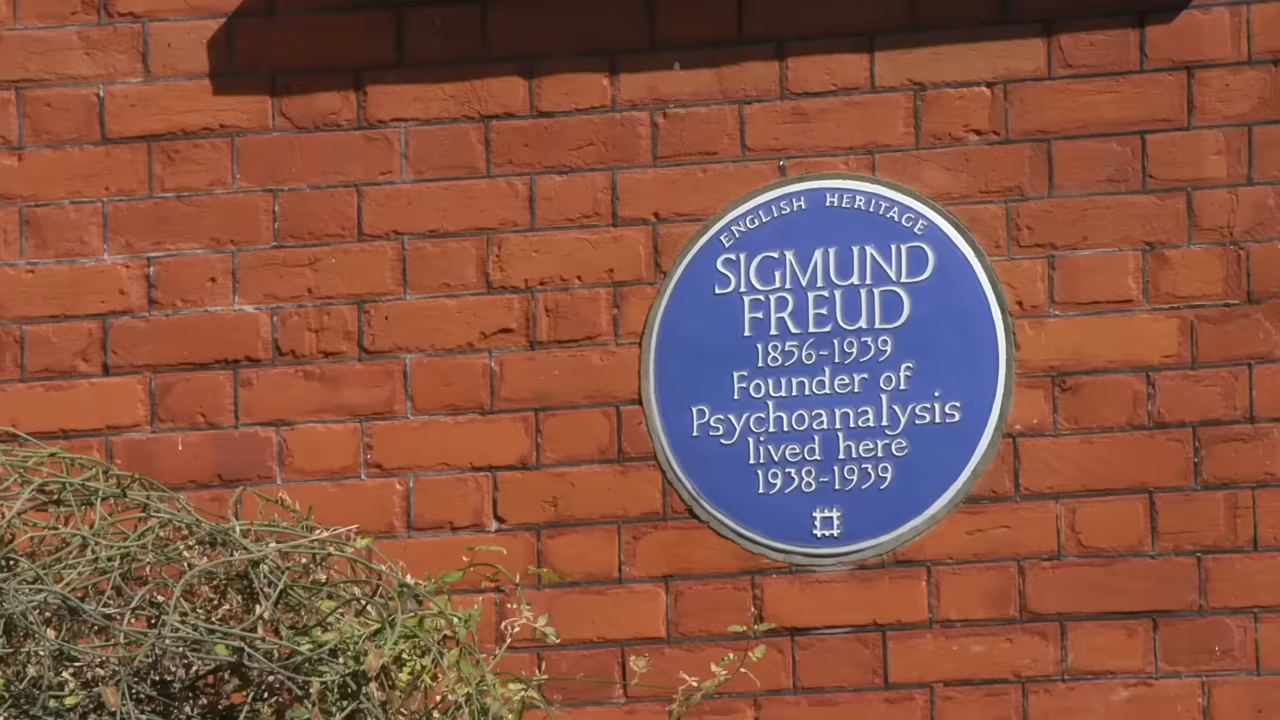 ENGLISH HERITAGE
SIGMUND
FREUD
1856-1939
Founder of
Psychoanalysis
lived here
1938-1939